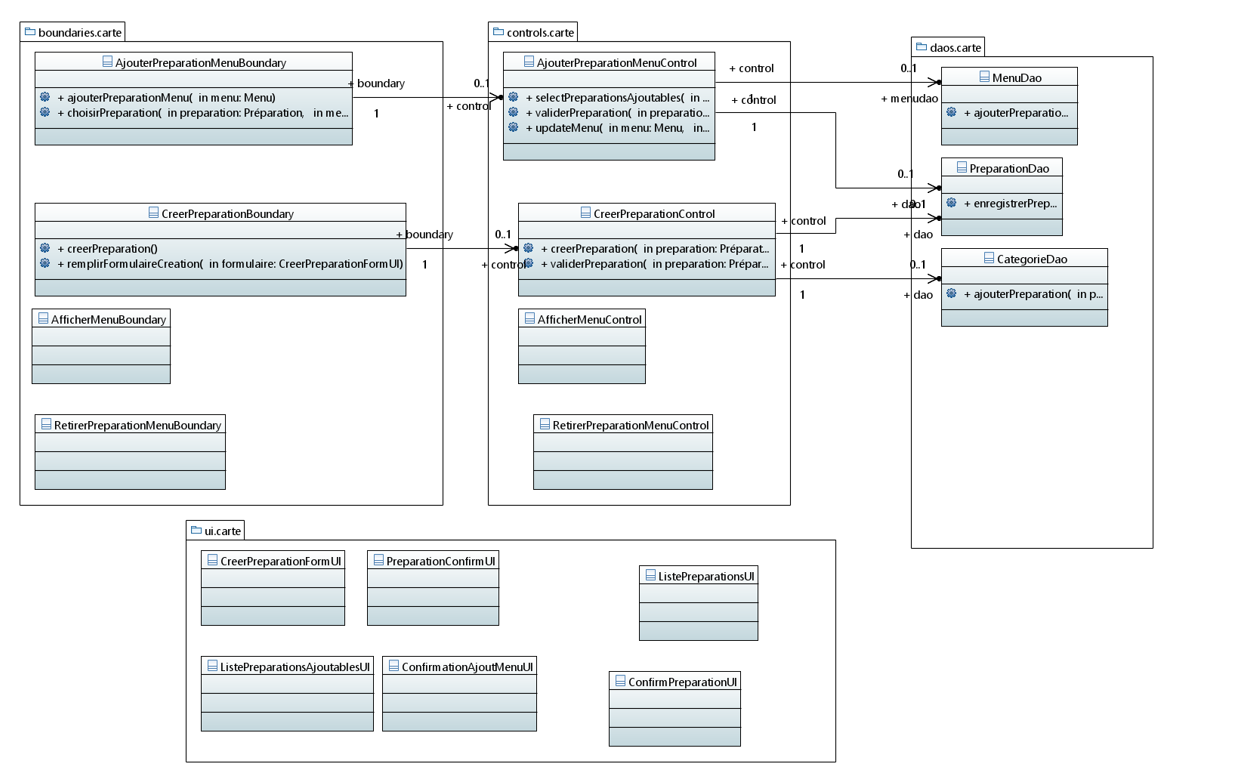 boundaries.carte
AjouterPreparationMenuBoundary
+ ajouterPreparationMenu( in menu: Menu)
+ choisirPreparation( in preparation: Préparation, in me...
+ boundary
1
0..1
+ control
CreerPreparationBoundary
+ creerPreparation()
+ remplirFormulaireCreation( in formulaire: CreerPreparationFormUI)
+ boundary
1
0..1
+ control
AfficherMenuBoundary
RetirerPreparationMenuBoundary
controls.carte
AjouterPreparationMenuControl
+ selectPreparationsAjoutables( in ...
+ validerPreparation( in preparatio...
+ updateMenu( in menu: Menu, in...
+ control
1
0..1
+ menudao
+ control
1
0..1
+ dao
CreerPreparationControl
+ creerPreparation( in preparation: Préparat...
+ validerPreparation( in preparation: Prépar...
+ control
1
0..1
+ dao
+ control
1
0..1
+ dao
AfficherMenuControl
RetirerPreparationMenuControl
daos.carte
MenuDao
+ ajouterPreparatio...
PreparationDao
+ enregistrerPrep...
CategorieDao
+ ajouterPreparation( in p...
ui.carte
CreerPreparationFormUI
PreparationConfirmUI
ListePreparationsUI
ListePreparationsAjoutablesUI
ConfirmationAjoutMenuUI
ConfirmPreparationUI